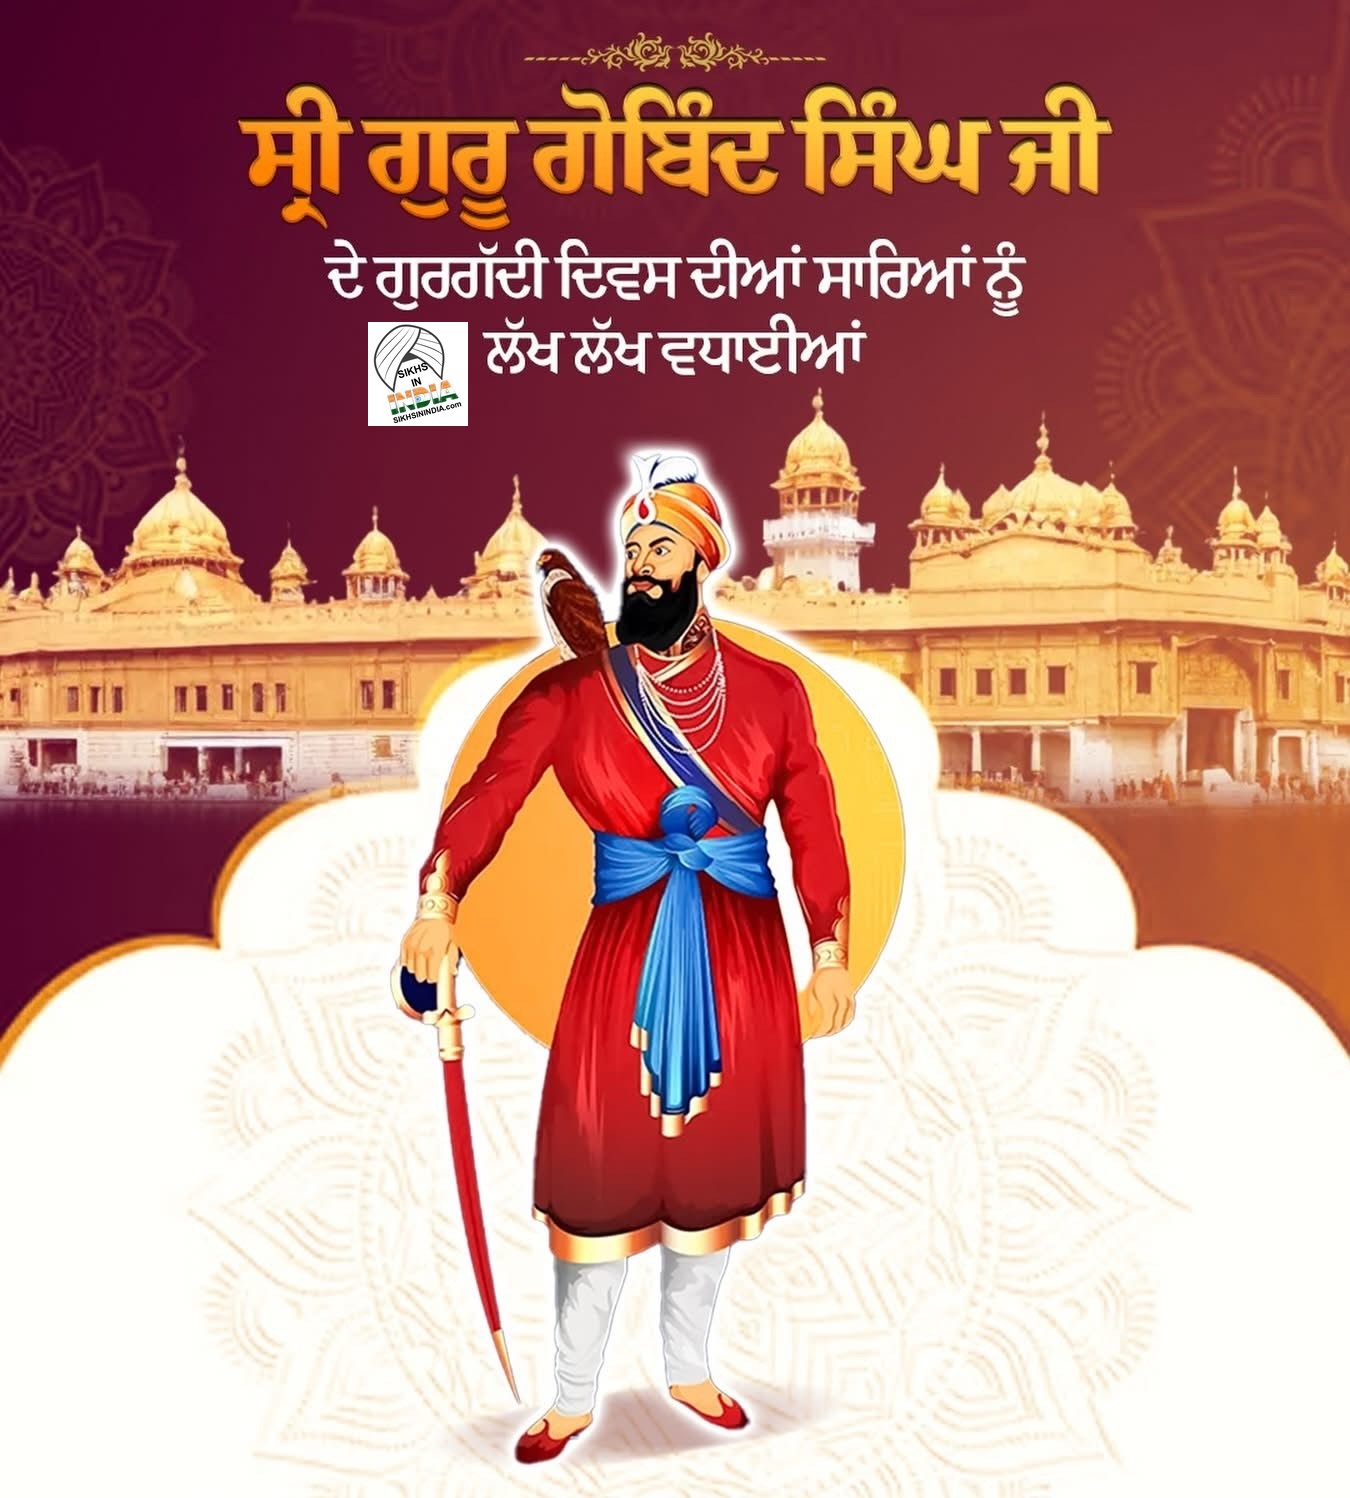 ਸ੍ਰੀ ਗੁਰੂ ਗੋਬਿੰਦ ਸਿੰਘ ਜੀ
ਦੇ ਗੁਰਗੱਦੀ ਦਿਵਸ ਦੀਆਂ ਸਾਰਿਆਂ ਨੂੰ
ਲੱਖ ਲੱਖ ਵਧਾਈਆਂ
SIKHS
IN
INDIA
SIKHSININDIA.com